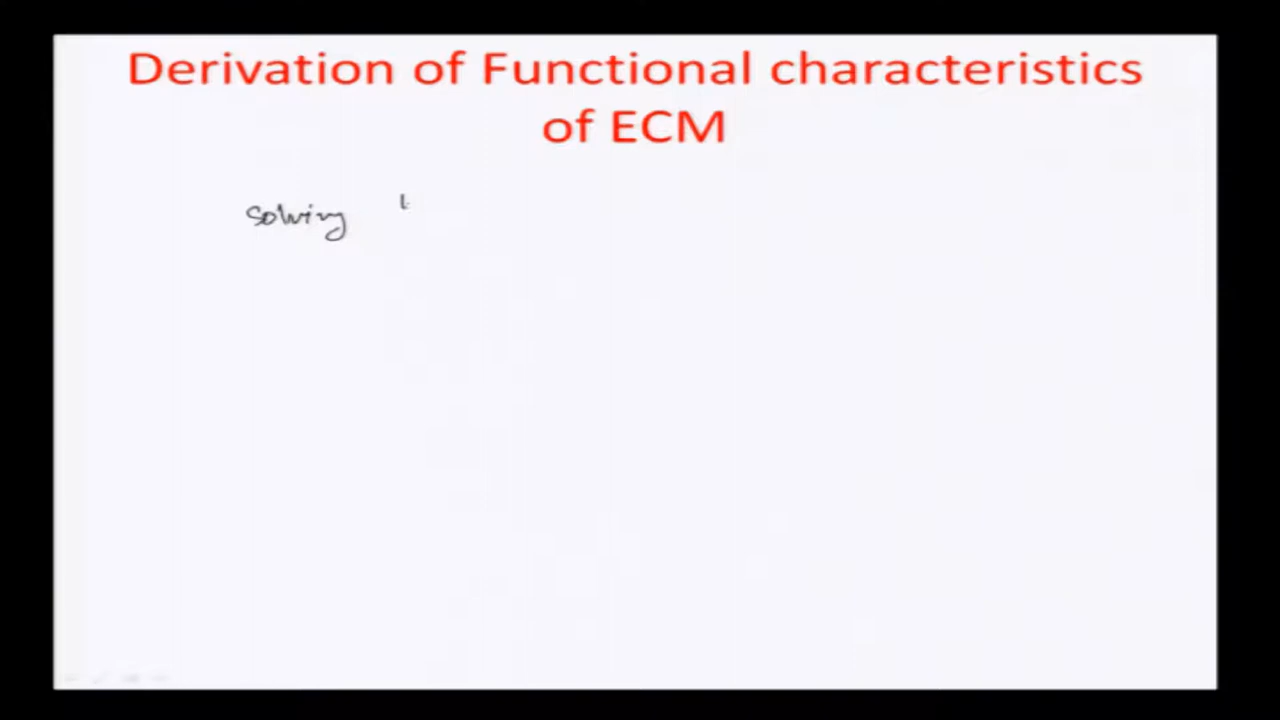 Derivation of Functional characteristics
of ECM
solving